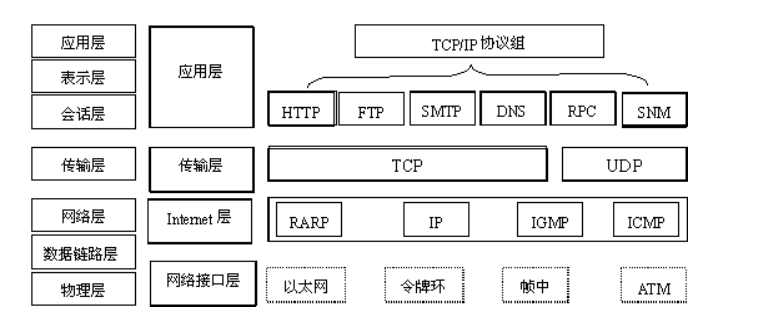 应用层
表示层
会话层
应用层
TCP/IP 协议组
HTTP
FTP
SMTP
DNS
RPC
SNM
传输层
传输层
TCP
UDP
网络层
Internet 层
RARP
IP
IGMP
ICMP
数据链路层
物理层
网络接口层
以太网
令牌环
帧中
ATM